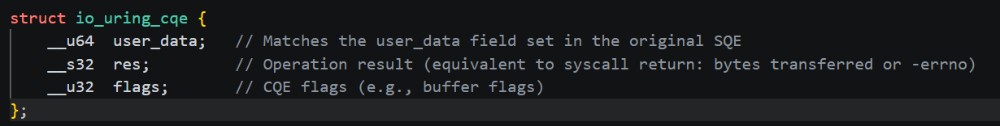 struct io_uring_cqe {
    __u64  user_data;   // Matches the user_data field set in the original SQE
    __s32  res;         // Operation result (equivalent to syscall return: bytes transferred or -errno)
    __u32  flags;       // CQE flags (e.g., buffer flags)
};